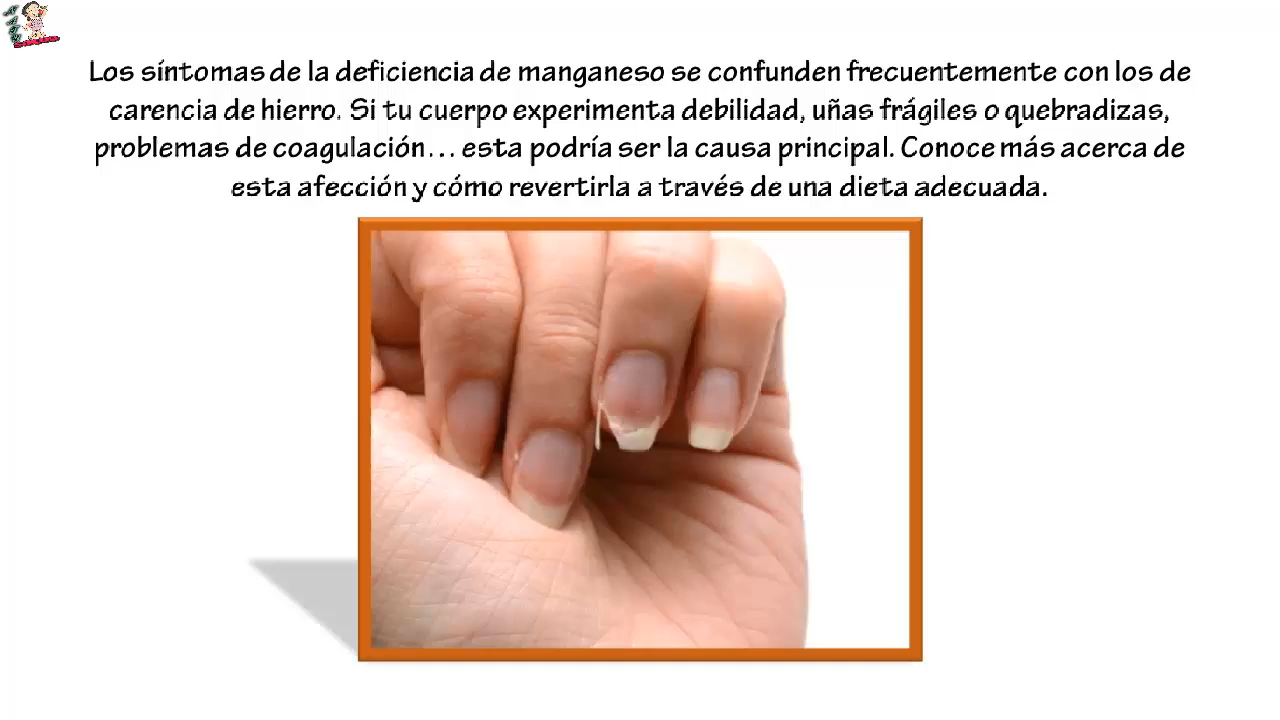 Los síntomas de la deficiencia de manganeso se confunden frecuentemente con los de
carencia de hierro. Si tu cuerpo experimenta debilidad, uñas frágiles o quebradizas,
problemas de coagulación... esta podría ser la causa principal. Conoce más acerca de
esta afección y cómo revertirla a través de una dieta adecuada.